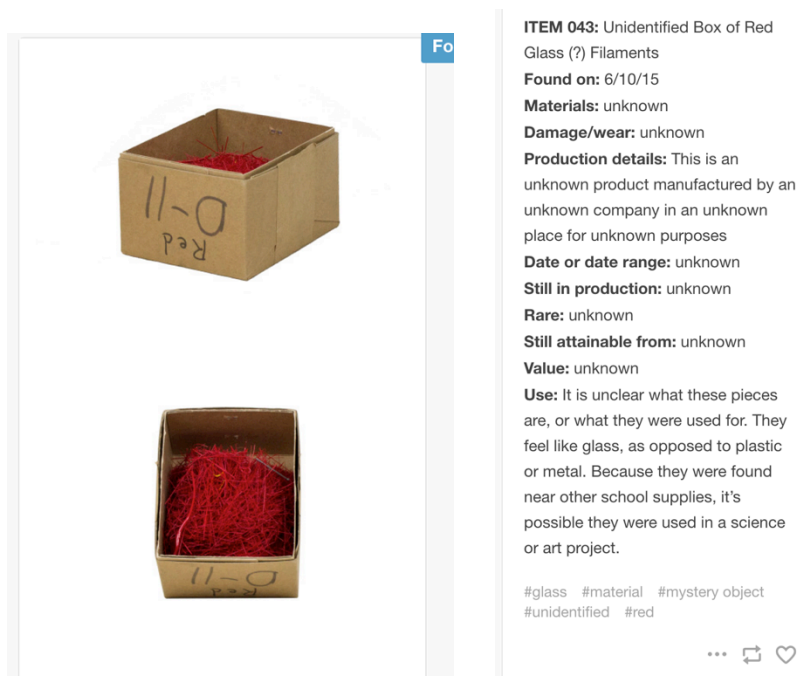 Fo
Red
D-11
Red
D-11
ITEM 043: Unidentified Box of Red
Glass (?) Filaments
Found on: 6/10/15
Materials: unknown
Damage/wear: unknown
Production details: This is an
unknown product manufactured by an
unknown company in an unknown
place for unknown purposes
Date or date range: unknown
Still in production: unknown
Rare: unknown
Still attainable from: unknown
Value: unknown
Use: It is unclear what these pieces
are, or what they were used for. They
feel like glass, as opposed to plastic
or metal. Because they were found
near other school supplies, it’s
possible they were used in a science
or art project.
#glass #material #mystery object
#unidentified #red